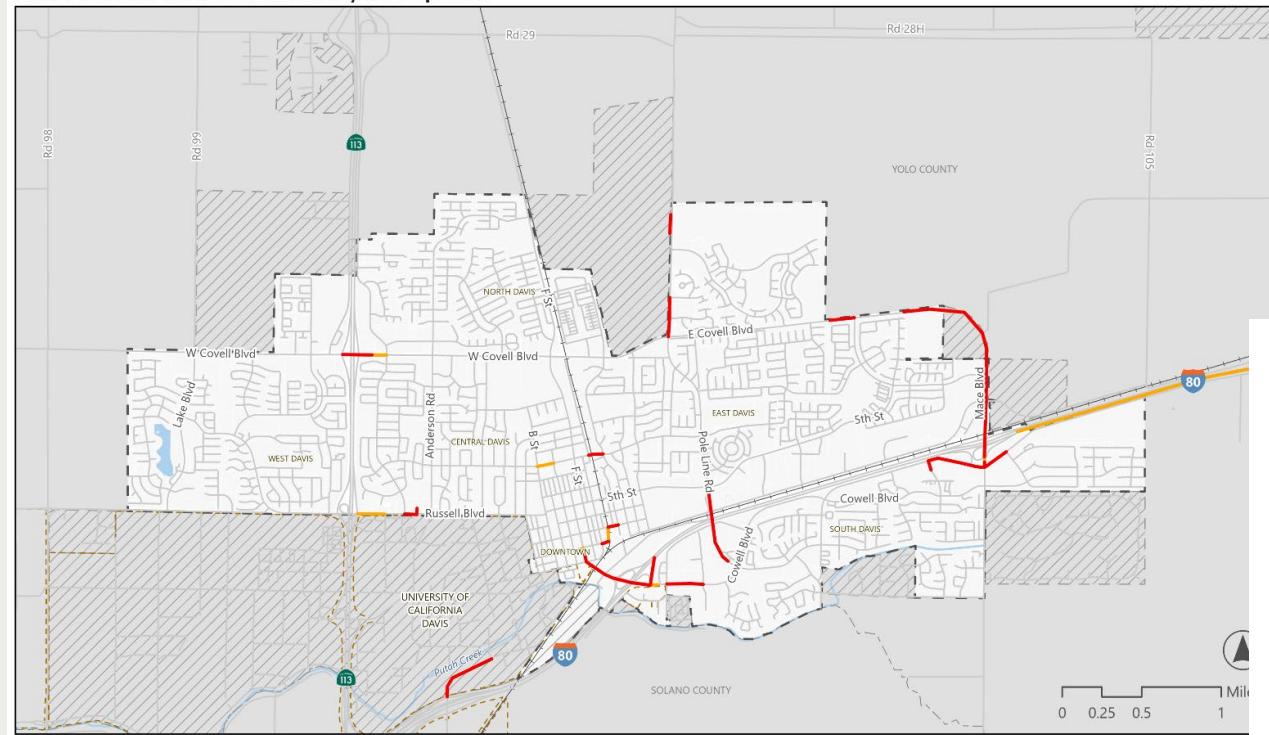 Rd 29
Rd 28H
Rd 98
Rd 99
113
Rd 105
YOLO COUNTY
NORTH DAVIS
F St
E Covell Blvd
W Covell Blvd
W Covell Blvd
80
Lake Blvd
Anderson Rd
Mace Blvd
EAST DAVIS
5th St
B St
CENTRAL DAVIS
Pole Line Rd
WEST DAVIS
F St
5th St
Cowell Blvd
Russell Blvd
SOUTH DAVIS
DOWNTOWN
Cowell Blvd
UNIVERSITY OF
CALIFORNIA
DAVIS
Putah Creek
80
113
SOLANO COUNTY
0 0.25 0.5 1